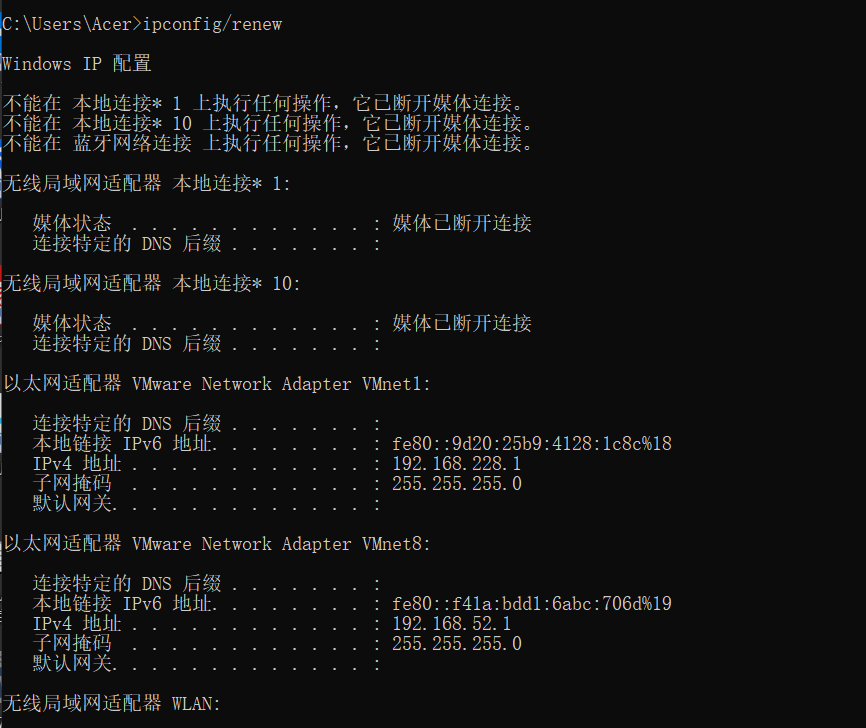 C:\Users\Acer>ipconfig/renew
Windows IP 配置
不能在 本地连接* 1 上执行任何操作，它已断开媒体连接。
不能在 本地连接* 10 上执行任何操作，它已断开媒体连接。
不能在 蓝牙网络连接 上执行任何操作，它已断开媒体连接。
无线局域网适配器 本地连接* 1:
媒体状态 . . . . . . . . . . . . : 媒体已断开连接
连接特定的 DNS 后缀 . . . . . . . :
无线局域网适配器 本地连接* 10:
媒体状态 . . . . . . . . . . . . : 媒体已断开连接
连接特定的 DNS 后缀 . . . . . . . :
以太网适配器 VMware Network Adapter VMnet1:
连接特定的 DNS 后缀 . . . . . . . :
本地链接 IPv6 地址. . . . . . . . : fe80::9d20:25b9:4128:1c8c%18
IPv4 地址 . . . . . . . . . . . . : 192.168.228.1
子网掩码 . . . . . . . . . . . . : 255.255.255.0
默认网关. . . . . . . . . . . . . :
以太网适配器 VMware Network Adapter VMnet8:
连接特定的 DNS 后缀 . . . . . . . :
本地链接 IPv6 地址. . . . . . . . : fe80::f41a:bdd1:6abc:706d%19
IPv4 地址 . . . . . . . . . . . . : 192.168.52.1
子网掩码 . . . . . . . . . . . . : 255.255.255.0
默认网关. . . . . . . . . . . . . :
无线局域网适配器 WLAN: